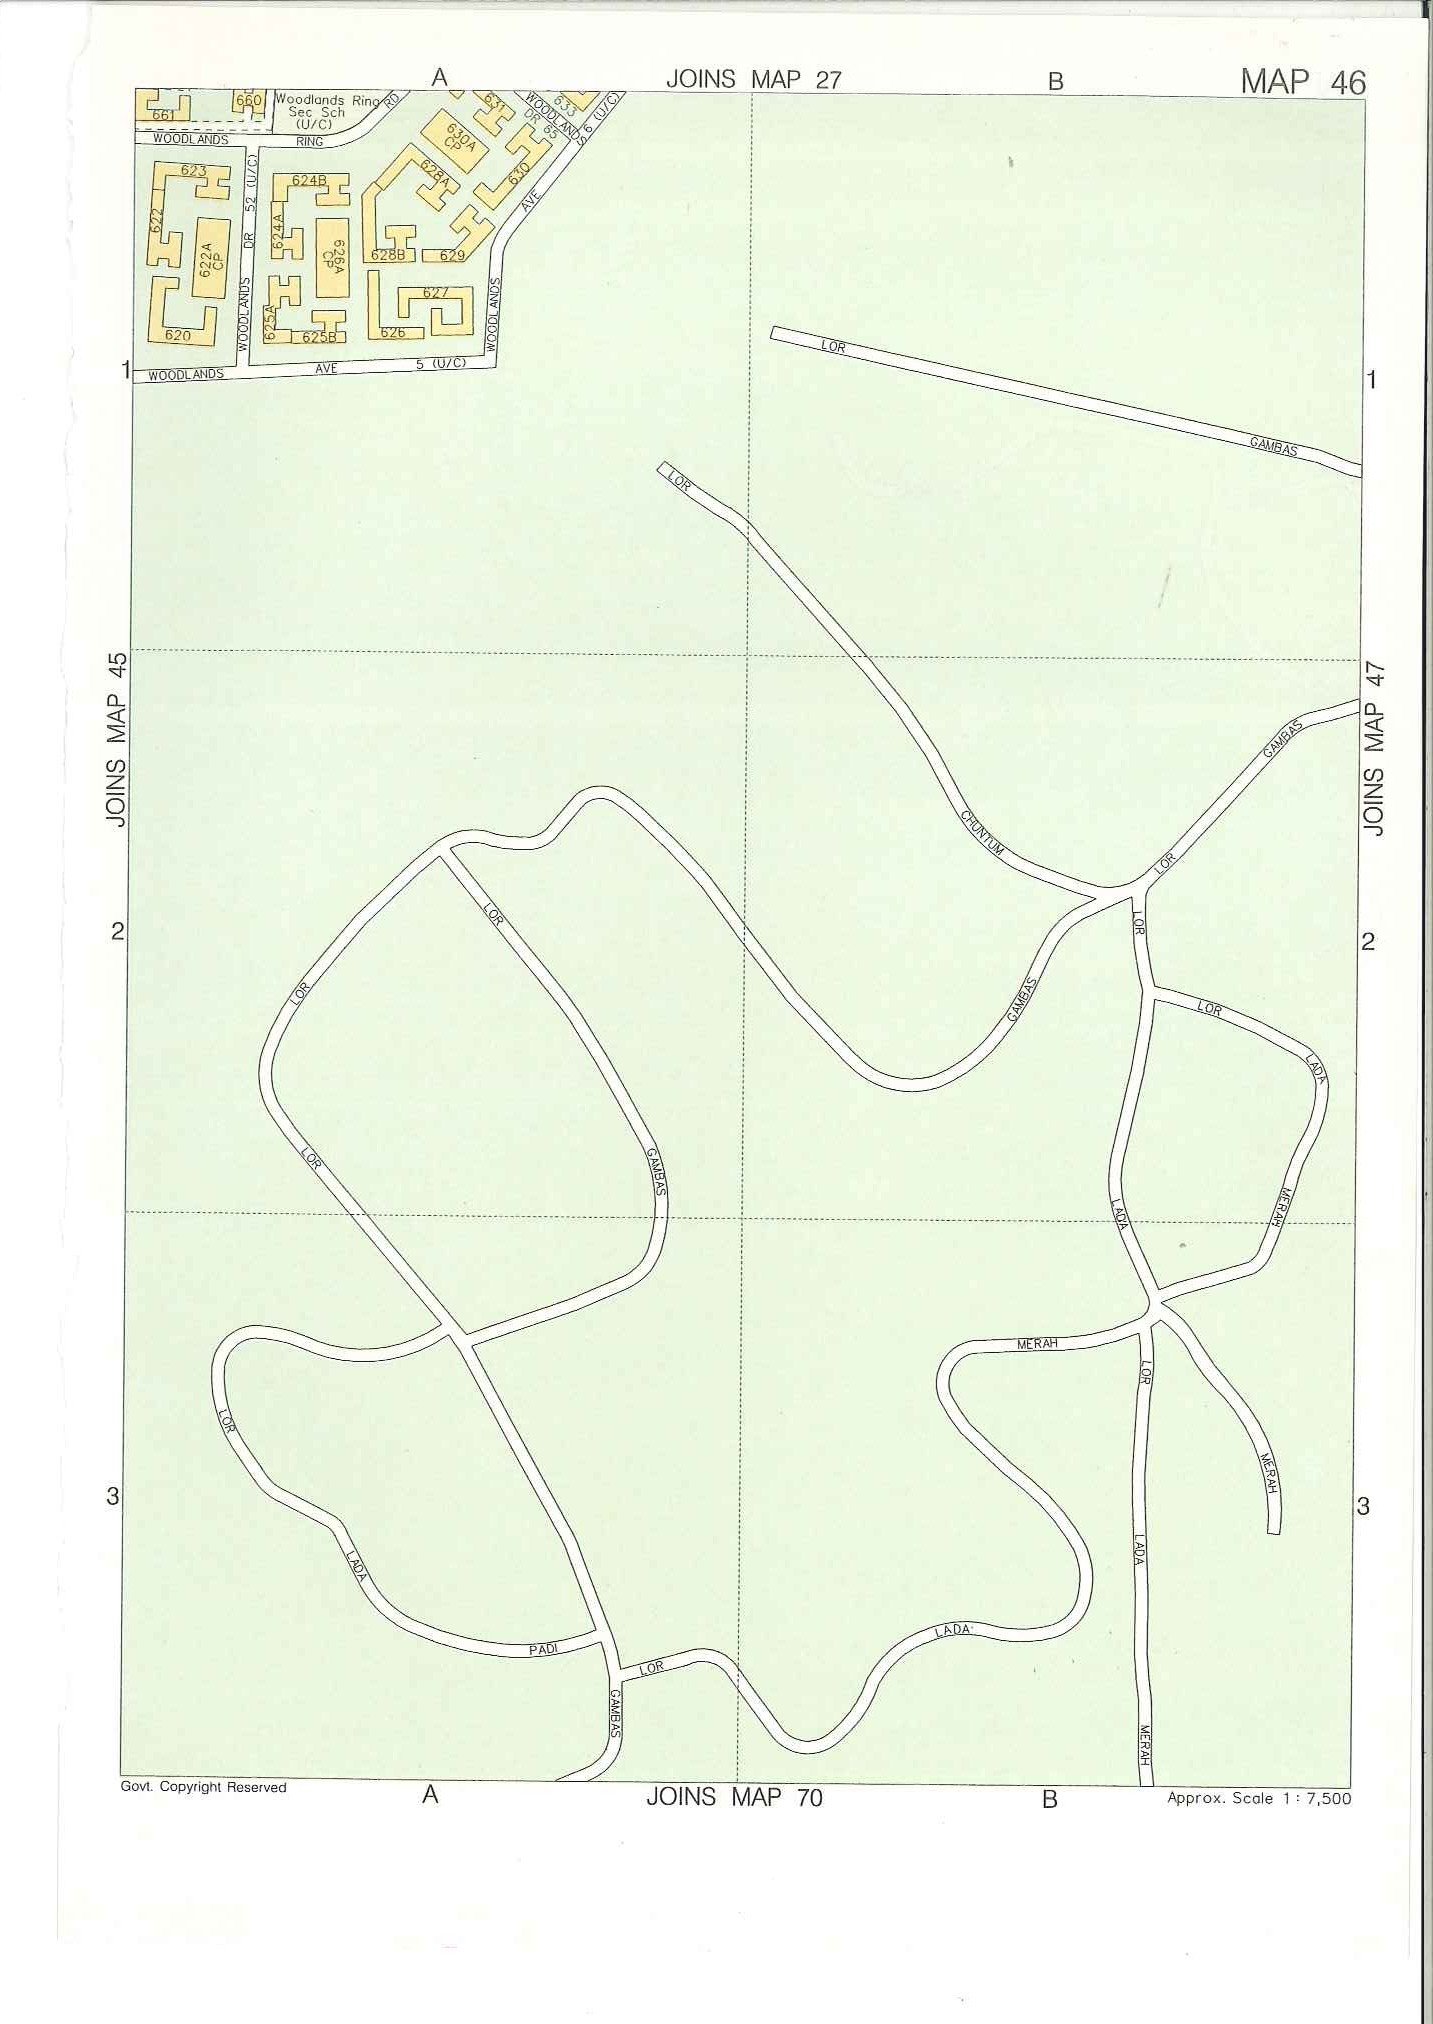 A
JOINS MAP 27
B
MAP 46
661
660
Woodlands Ring
Sec Sch
(U/C)
RD
631
633
WOODLANDS
DR 65
6 (U/C)
630A
CP
WOODLANDS
RING
623
622
622A
CP
620
WOODLANDS
DR
52 (U/C)
624B
624A
626A
CP
625A
625B
628A
628B
629
630
AVE
627
626
WOODLANDS
1
WOODLANDS
AVE
5 (U/C)
LOR
1
GAMBAS
LOR
JOINS MAP 45
JOINS MAP 47
GAMBAS
CHUNTUM
LOR
LOR
LOR
2
2
LOR
GAMBAS
LOR
LADA
LOR
GAMBAS
LADA
MERAH
MERAH
LOR
LOR
MERAH
3
3
LADA
LADA
PADI
LOR
LADA
GAMBAS
MERAH
Govt. Copyright Reserved
A
JOINS MAP 70
B
Approx. Scale 1 : 7,500